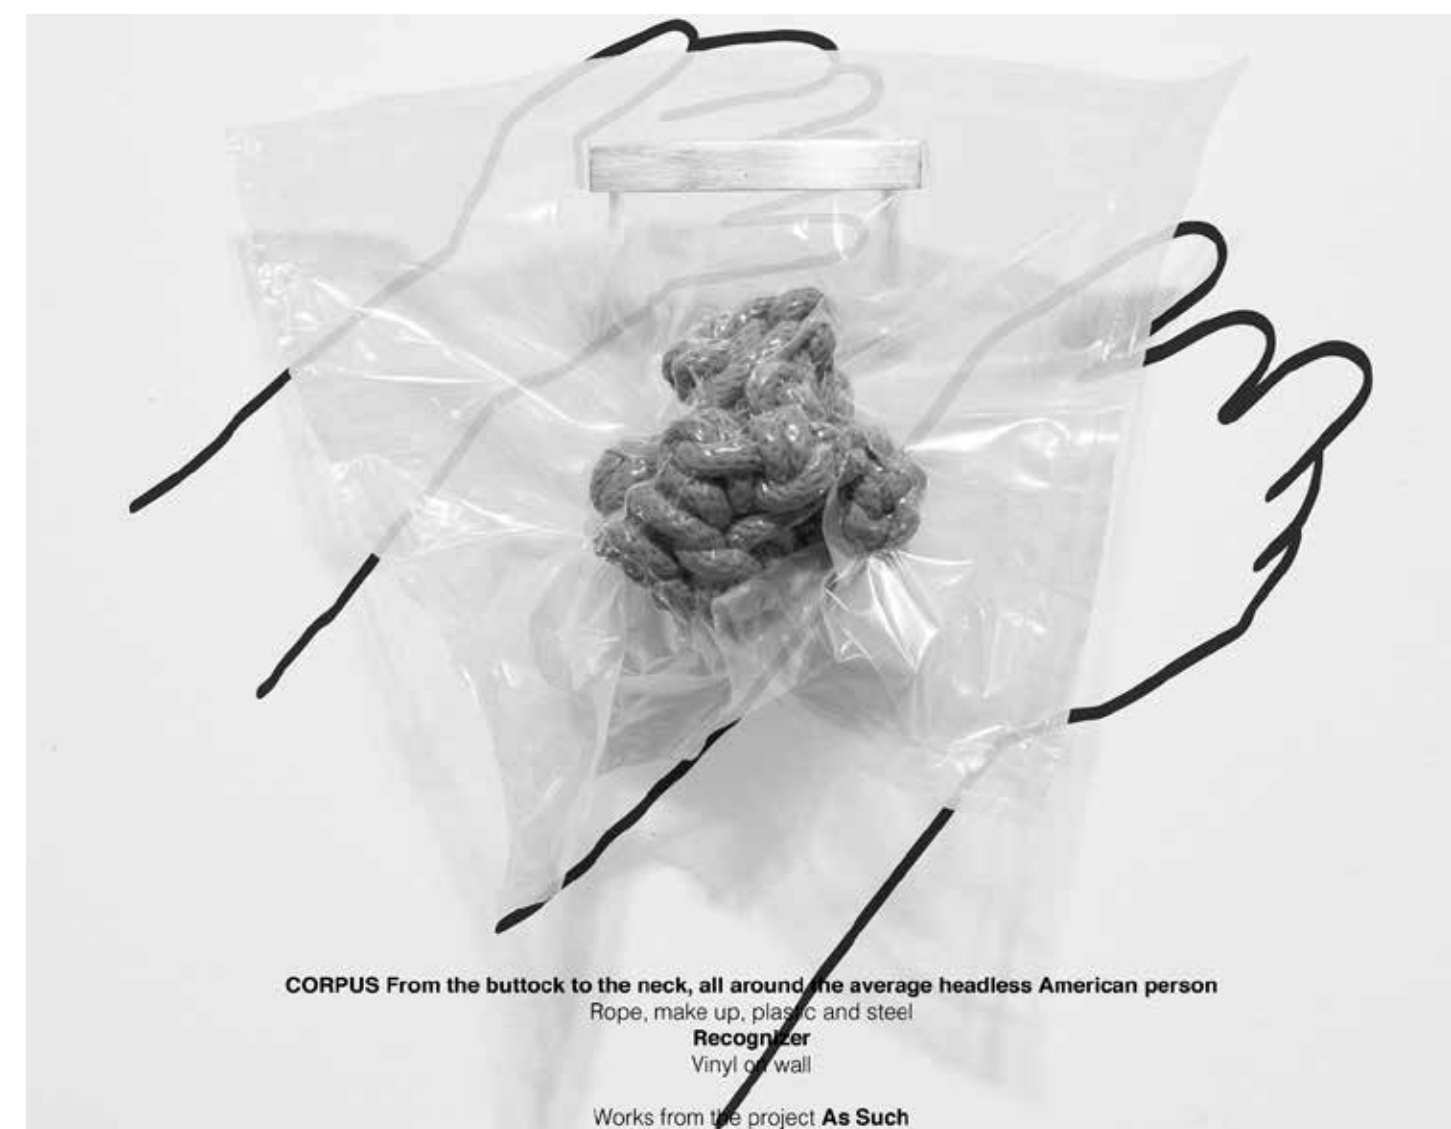 CORPUS From the buttock to the neck, all around the average headless American person
Rope, make up, plastic and steel
Recognizer
Vinyl on wall
Works from the project As Such